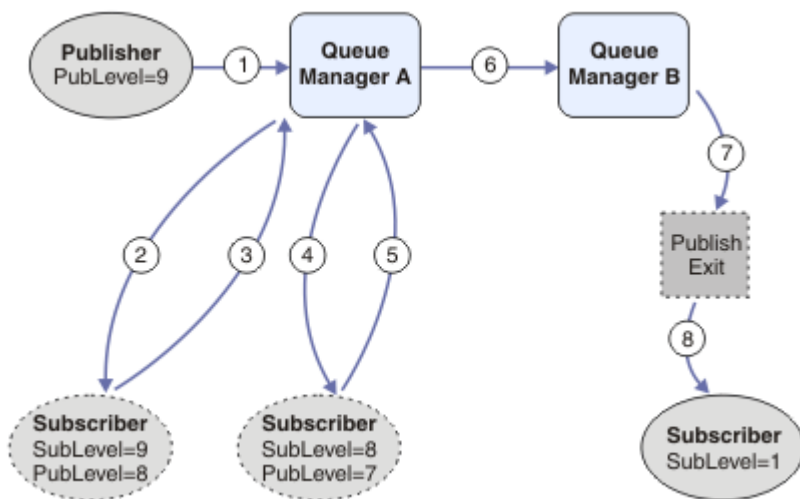 Publisher
PubLevel=9
1
Queue
Manager A
6
Queue
Manager B
2
3
4
5
7
Publish
Exit
8
Subscriber
SubLevel=9
PubLevel=8
Subscriber
SubLevel=8
PubLevel=7
Subscriber
SubLevel=1